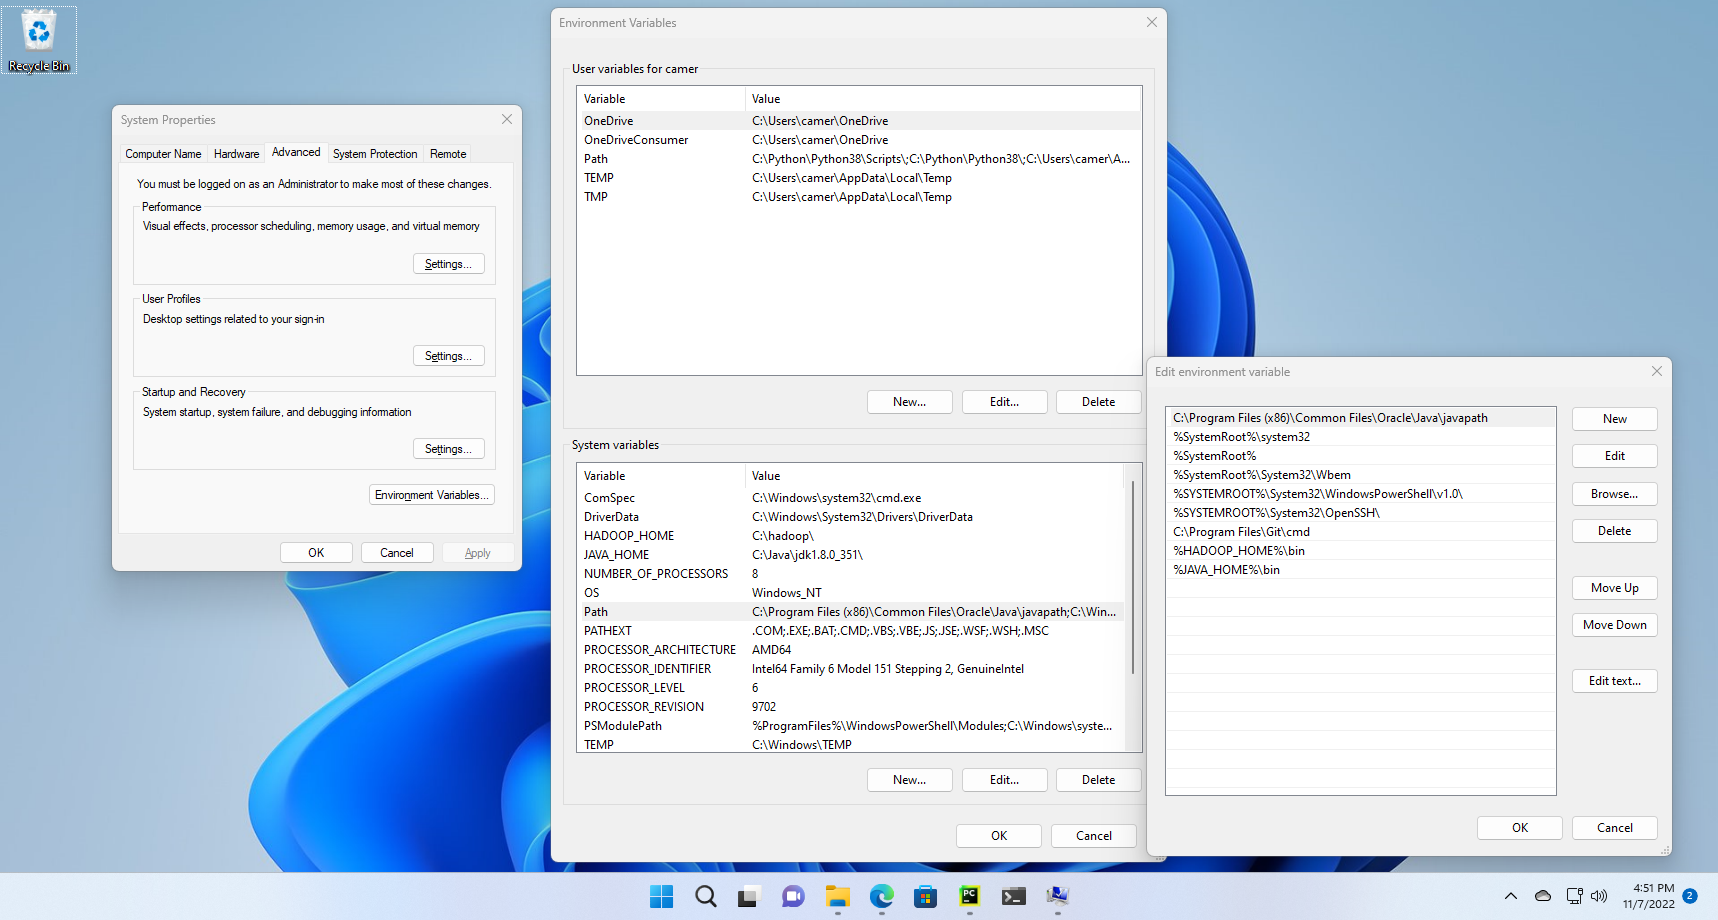 Recycle Bin
System Properties
Computer Name Hardware Advanced System Protection Remote
You must be logged on as an Administrator to make most of these changes.
Performance
Visual effects, processor scheduling, memory usage, and virtual memory
Settings...
User Profiles
Desktop settings related to your sign-in
Settings...
Startup and Recovery
System startup, system failure, and debugging information
Settings...
Environment Variables...
OK Cancel Apply
Environment Variables
User variables for camer
Variable Value
OneDrive C:\Users\camer\OneDrive
OneDriveConsumer C:\Users\camer\OneDrive
Path C:\Python\Python38\Scripts\;C:\Python\Python38\;C:\Users\camer\A...
TEMP C:\Users\camer\AppData\Local\Temp
TMP C:\Users\camer\AppData\Local\Temp
New... Edit... Delete
System variables
Variable Value
ComSpec C:\Windows\system32\cmd.exe
DriverData C:\Windows\System32\Drivers\DriverData
HADOOP_HOME C:\hadoop\
JAVA_HOME C:\Java\jdk1.8.0_351\
NUMBER_OF_PROCESSORS 8
OS Windows_NT
Path C:\Program Files (x86)\Common Files\Oracle\Java\javapath;C:\Win...
PATHEXT .COM;.EXE;.BAT;.CMD;.VBS;.VBE;.JS;.JSE;.WSF;.WSH;.MSC
PROCESSOR_ARCHITECTURE AMD64
PROCESSOR_IDENTIFIER Intel64 Family 6 Model 151 Stepping 2, GenuineIntel
PROCESSOR_LEVEL 6
PROCESSOR_REVISION 9702
PSModulePath %ProgramFiles%\WindowsPowerShell\Modules;C:\Windows\syste...
TEMP C:\Windows\TEMP
New... Edit... Delete
OK Cancel
Edit environment variable
C:\Program Files (x86)\Common Files\Oracle\Java\javapath
%SystemRoot%\system32
%SystemRoot%
%SystemRoot%\System32\Wbem
%SYSTEMROOT%\System32\WindowsPowerShell\v1.0\
%SYSTEMROOT%\System32\OpenSSH\
C:\Program Files\Git\cmd
%HADOOP_HOME%\bin
%JAVA_HOME%\bin
New
Edit
Browse...
Delete
Move Up
Move Down
Edit text...
OK Cancel
PC
4:51 PM
11/7/2022
2